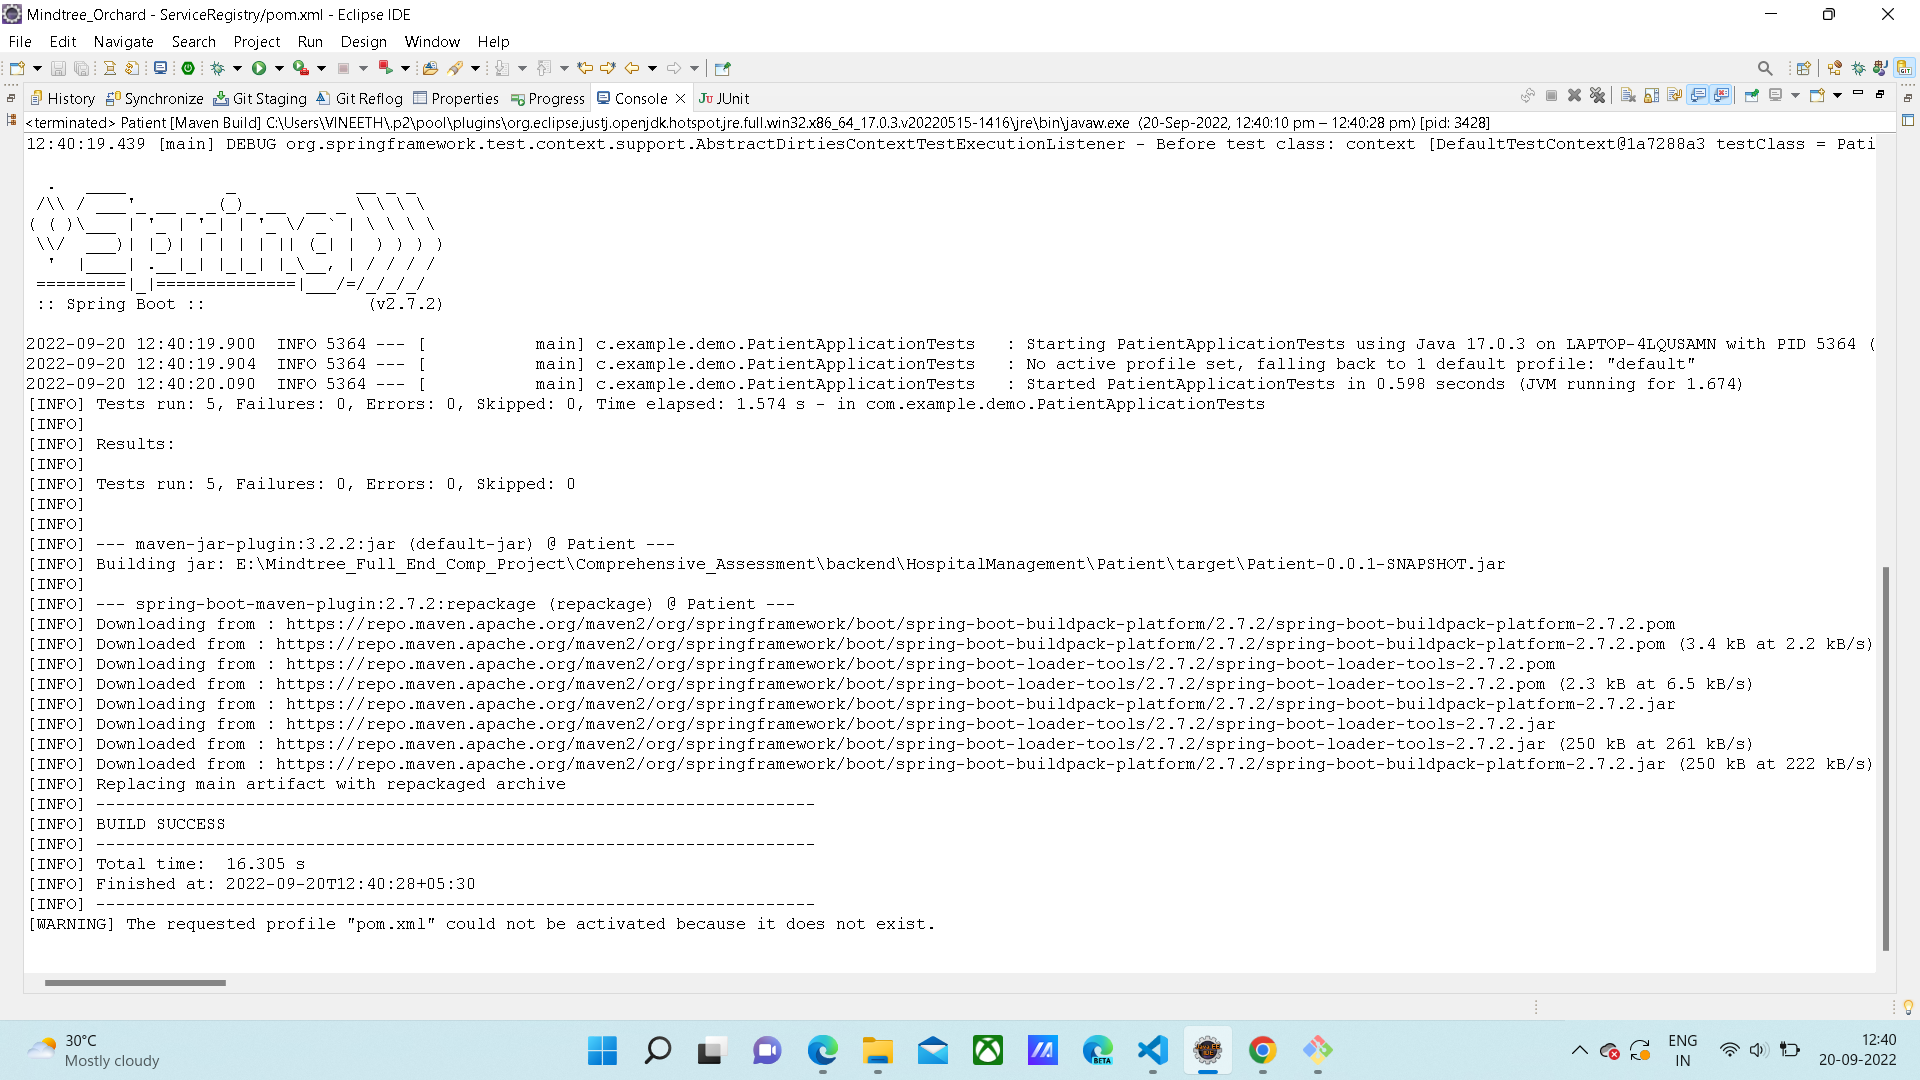 Mindtree_Orchard - ServiceRegistry/pom.xml - Eclipse IDE
File Edit Navigate Search Project Run Design Window Help
History Synchronize Git Staging Git Reflog Properties Progress Console JUnit
<terminated> Patient [Maven Build] C:\Users\VINEETH\.p2\pool\plugins\org.eclipse.justj.openjdk.hotspot.jre.full.win32.x86_64_17.0.3.v20220515-1416\jre\bin\javaw.exe (20-Sep-2022, 12:40:10 pm – 12:40:28 pm) [pid: 3428]
12:40:19.439 [main] DEBUG org.springframework.test.context.support.AbstractDirtiesContextTestExecutionListener - Before test class: context [DefaultTestContext@1a7288a3 testClass = Pati
Spring
:: Spring Boot :: (v2.7.2)
2022-09-20 12:40:19.900  INFO 5364 --- [           main] c.example.demo.PatientApplicationTests   : Starting PatientApplicationTests using Java 17.0.3 on LAPTOP-4LQUSAMN with PID 5364 (
2022-09-20 12:40:19.904  INFO 5364 --- [           main] c.example.demo.PatientApplicationTests   : No active profile set, falling back to 1 default profile: "default"
2022-09-20 12:40:20.090  INFO 5364 --- [           main] c.example.demo.PatientApplicationTests   : Started PatientApplicationTests in 0.598 seconds (JVM running for 1.674)
[INFO] Tests run: 5, Failures: 0, Errors: 0, Skipped: 0, Time elapsed: 1.574 s - in com.example.demo.PatientApplicationTests
[INFO]
[INFO] Results:
[INFO]
[INFO] Tests run: 5, Failures: 0, Errors: 0, Skipped: 0
[INFO]
[INFO]
[INFO] --- maven-jar-plugin:3.2.2:jar (default-jar) @ Patient ---
[INFO] Building jar: E:\Mindtree_Full_End_Comp_Project\Comprehensive_Assessment\backend\HospitalManagement\Patient\target\Patient-0.0.1-SNAPSHOT.jar
[INFO]
[INFO] --- spring-boot-maven-plugin:2.7.2:repackage (repackage) @ Patient ---
[INFO] Downloading from : https://repo.maven.apache.org/maven2/org/springframework/boot/spring-boot-buildpack-platform/2.7.2/spring-boot-buildpack-platform-2.7.2.pom
[INFO] Downloaded from : https://repo.maven.apache.org/maven2/org/springframework/boot/spring-boot-buildpack-platform/2.7.2/spring-boot-buildpack-platform-2.7.2.pom (3.4 kB at 2.2 kB/s)
[INFO] Downloading from : https://repo.maven.apache.org/maven2/org/springframework/boot/spring-boot-loader-tools/2.7.2/spring-boot-loader-tools-2.7.2.pom
[INFO] Downloaded from : https://repo.maven.apache.org/maven2/org/springframework/boot/spring-boot-loader-tools/2.7.2/spring-boot-loader-tools-2.7.2.pom (2.3 kB at 6.5 kB/s)
[INFO] Downloading from : https://repo.maven.apache.org/maven2/org/springframework/boot/spring-boot-buildpack-platform/2.7.2/spring-boot-buildpack-platform-2.7.2.jar
[INFO] Downloading from : https://repo.maven.apache.org/maven2/org/springframework/boot/spring-boot-loader-tools/2.7.2/spring-boot-loader-tools-2.7.2.jar
[INFO] Downloaded from : https://repo.maven.apache.org/maven2/org/springframework/boot/spring-boot-loader-tools/2.7.2/spring-boot-loader-tools-2.7.2.jar (250 kB at 261 kB/s)
[INFO] Downloaded from : https://repo.maven.apache.org/maven2/org/springframework/boot/spring-boot-buildpack-platform/2.7.2/spring-boot-buildpack-platform-2.7.2.jar (250 kB at 222 kB/s)
[INFO] Replacing main artifact with repackaged archive
[INFO] ------------------------------------------------------------------------
[INFO] BUILD SUCCESS
[INFO] ------------------------------------------------------------------------
[INFO] Total time:  16.305 s
[INFO] Finished at: 2022-09-20T12:40:28+05:30
[INFO] ------------------------------------------------------------------------
[WARNING] The requested profile "pom.xml" could not be activated because it does not exist.
30°C
Mostly cloudy
BETA
ENG
IN
12:40
20-09-2022